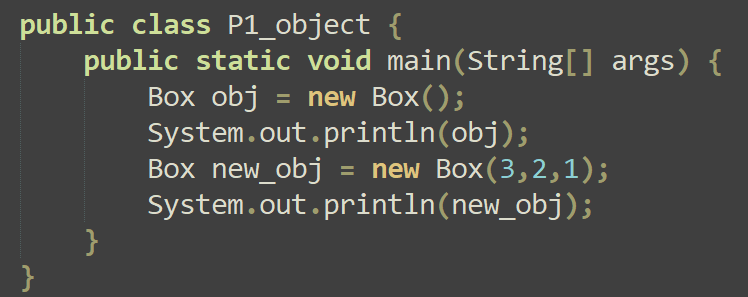 public class P1_object {
    public static void main(String[] args) {
        Box obj = new Box();
        System.out.println(obj);
        Box new_obj = new Box(3,2,1);
        System.out.println(new_obj);
    }
}